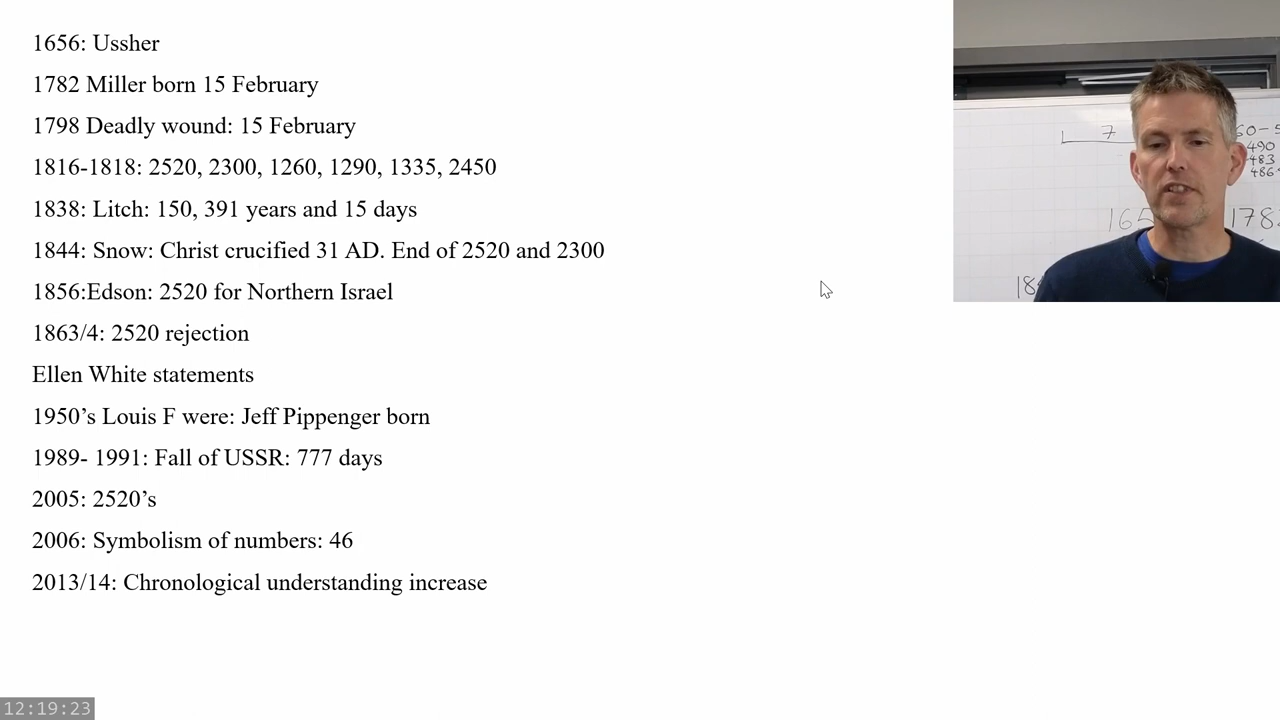 1656: Ussher
1782 Miller born 15 February
1798 Deadly wound: 15 February
1816-1818: 2520, 2300, 1260, 1290, 1335, 2450
1838: Litch: 150, 391 years and 15 days
1844: Snow: Christ crucified 31 AD. End of 2520 and 2300
1856:Edson: 2520 for Northern Israel
1863/4: 2520 rejection
Ellen White statements
1950’s Louis F were: Jeff Pippenger born
1989- 1991: Fall of USSR: 777 days
2005: 2520’s
2006: Symbolism of numbers: 46
2013/14: Chronological understanding increase
7
490
483
486
12:19:23